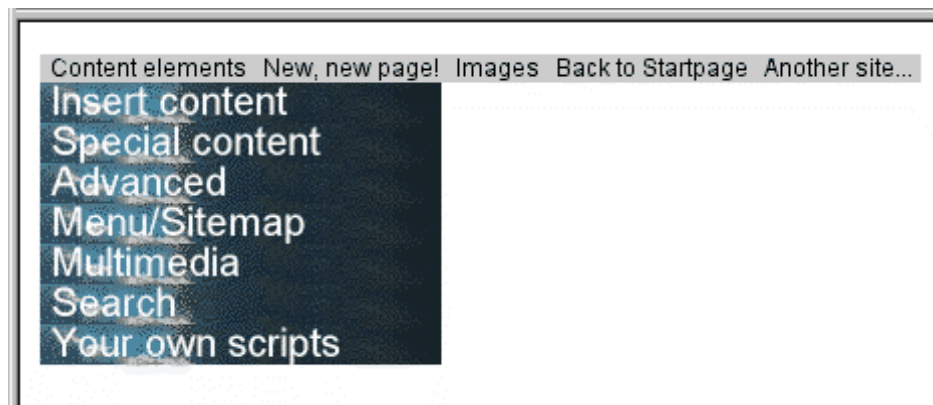 Content elements New, new page! Images Back to Startpage Another site...
Insert content
Special content
Advanced
Menu/Sitemap
Multimedia
Search
Your own scripts